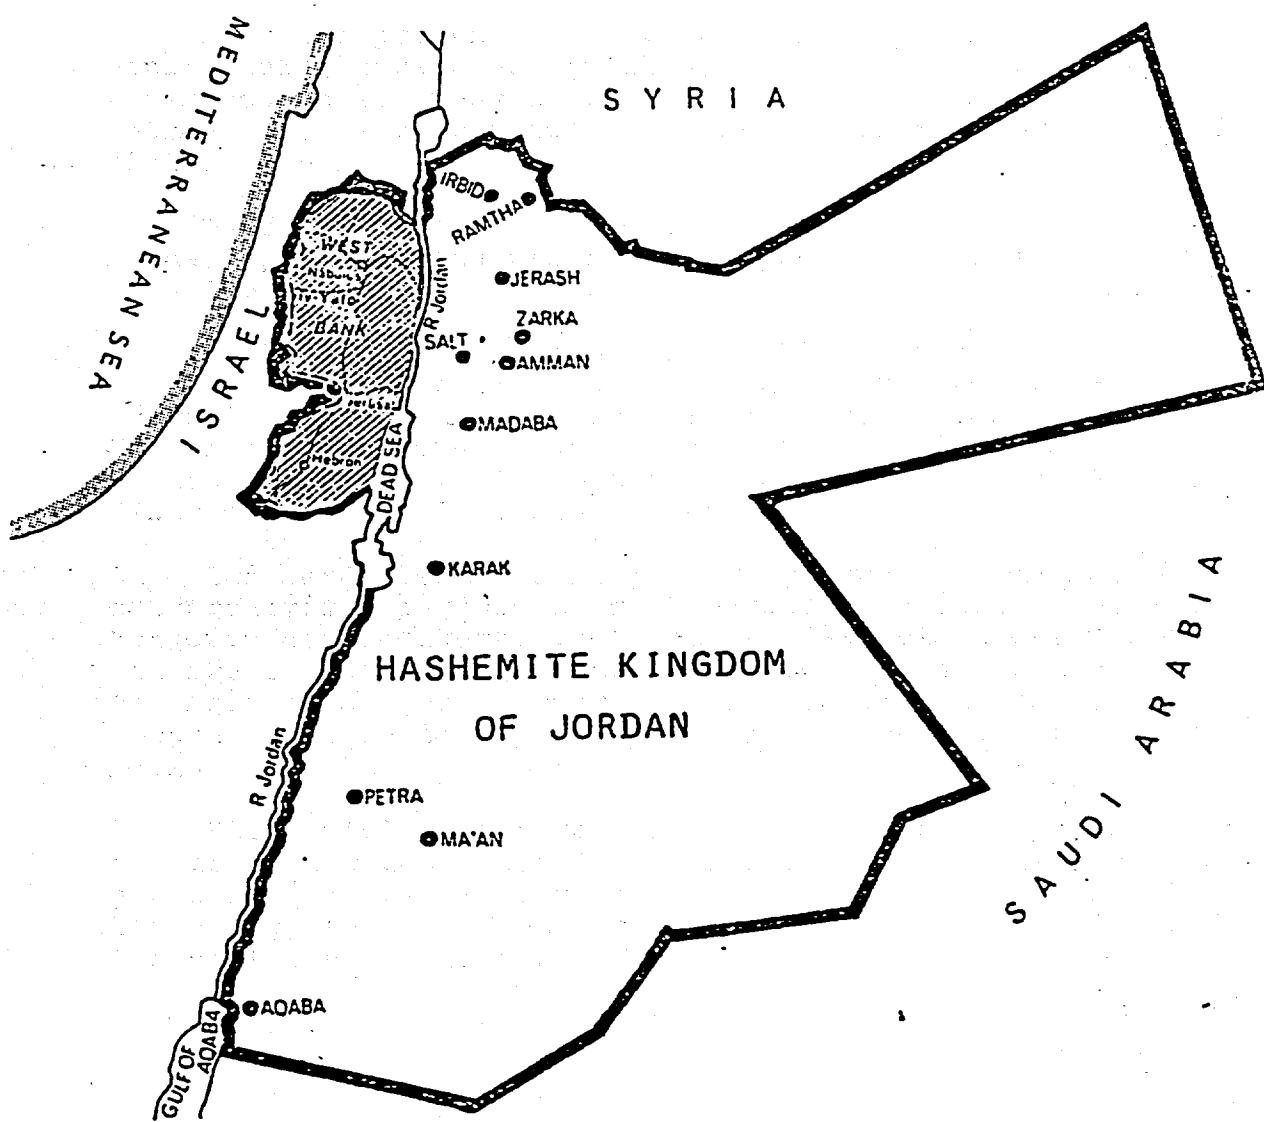 MEDITERRANEAN SEA
SYRIA
IRBID
RAMTHA
WEST
JERASH
R Jordan
ZARKA
BANK
SALT
AMMAN
ISRAEL
MADABA
Hebron
DEAD SEA
KARAK
SAUDI ARABIA
HASHEMITE KINGDOM
OF JORDAN
R Jordan
PETRA
MA'AN
AQABA
GULF OF
AQABA